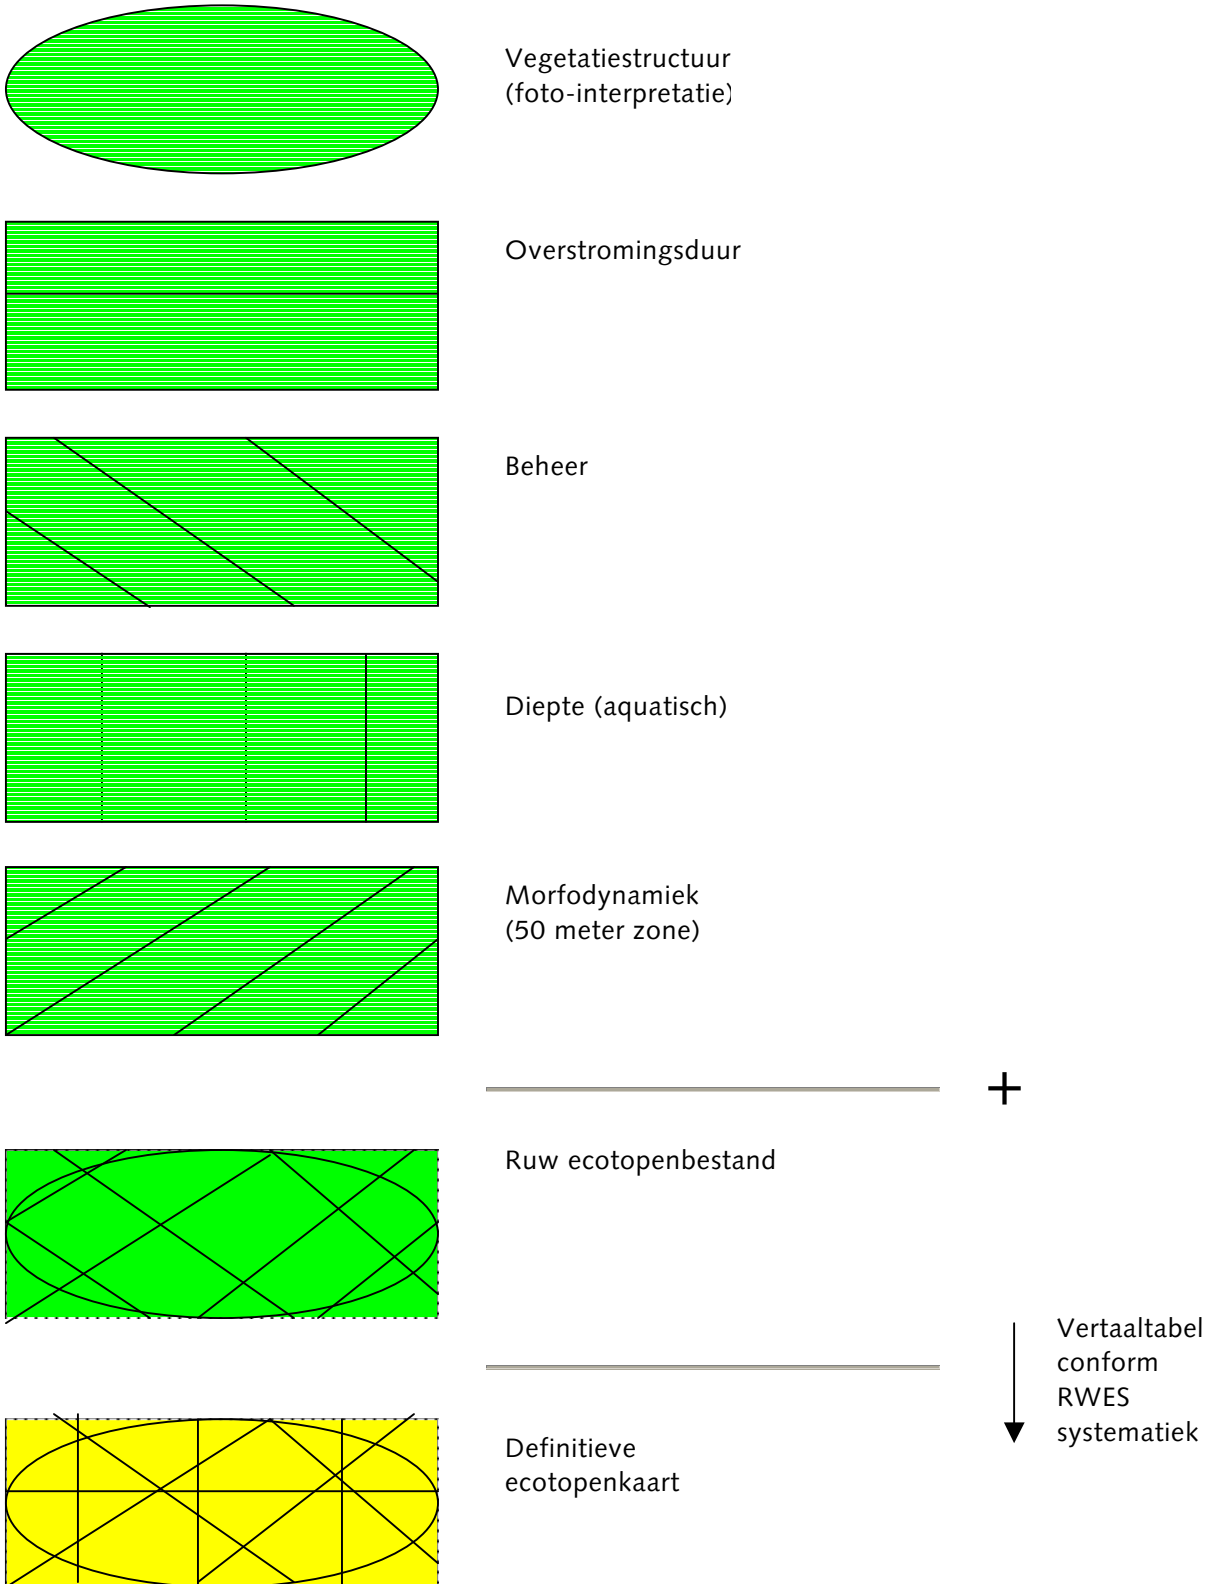 Vegetatiestructuur
(foto-interpretatie)
Overstromingsduur
Beheer
Diepte (aquatisch)
Morfodynamiek
(50 meter zone)
+
Ruw ecotopenbestand
Vertaaltabel
conform
RWES
systematiek
Definitieve
ecotopenkaart